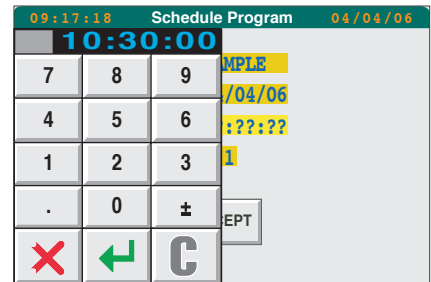 09:17:18 Schedule Program 04/04/06
10:30:00
7 8 9 MPLE
/04/06
4 5 6 :??:??
1 2 3 1
. 0 ± EPT
C